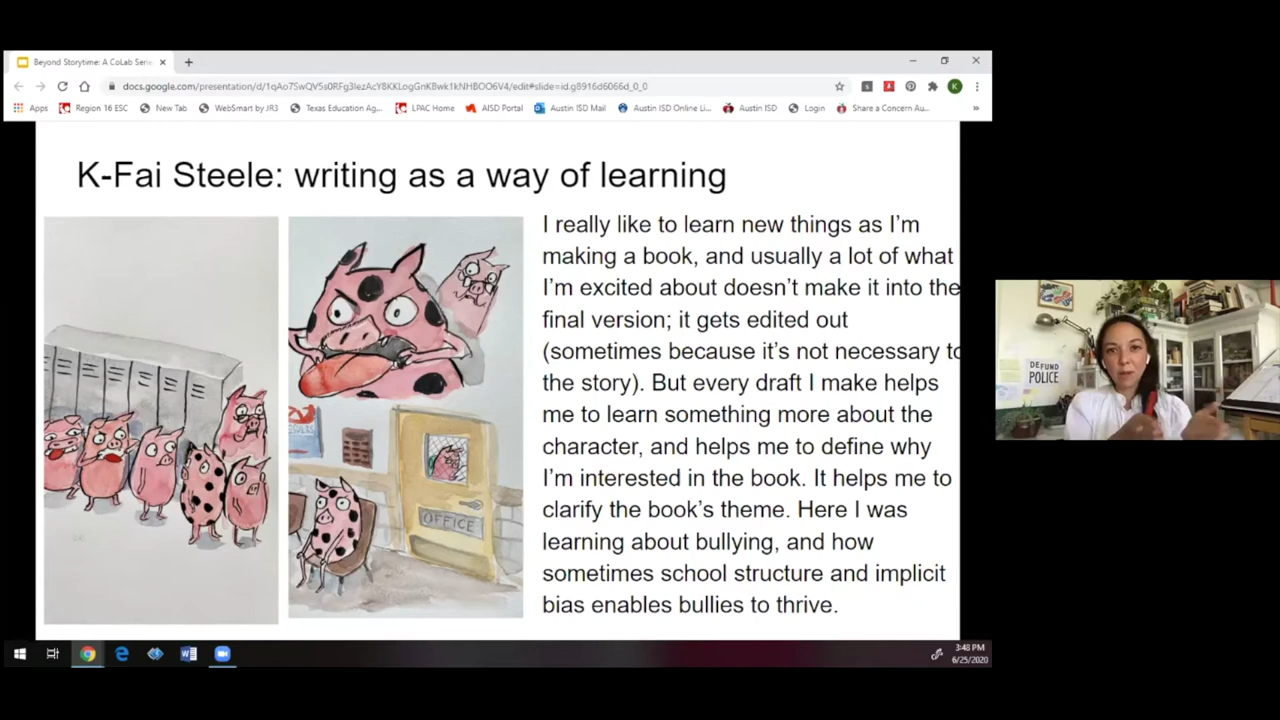 Beyond Storytime: A CoLab Serie
docs.google.com/presentation/d/1qAo7SwQV5s0RFg3IezAcY8KKLogGnKBwk1kNHBOO6V4/edit#slide=id.g8916d6066d_0_0
Apps Region 16 ESC New Tab WebSmart by JR3 Texas Education Ag... LPAC Home AISD Portal Austin ISD Mail Austin ISD Online Li... Austin ISD Login Share a Concern Au... »
K-Fai Steele: writing as a way of learning
I really like to learn new things as I’m
making a book, and usually a lot of what
I’m excited about doesn’t make it into the
final version; it gets edited out
(sometimes because it’s not necessary to
the story). But every draft I make helps
me to learn something more about the
character, and helps me to define why
I’m interested in the book. It helps me to
clarify the book’s theme. Here I was
learning about bullying, and how
sometimes school structure and implicit
bias enables bullies to thrive.
OFFICE
DEFUND
POLICE
3:48 PM
6/25/2020